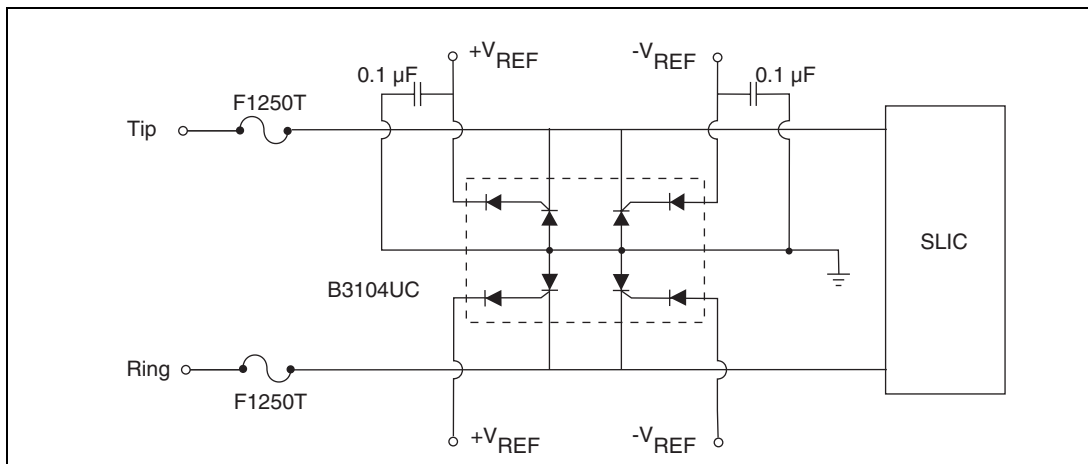 +VREF
-VREF
0.1 µF
0.1 µF
F1250T
Tip
SLIC
B3104UC
Ring
F1250T
+VREF
-VREF